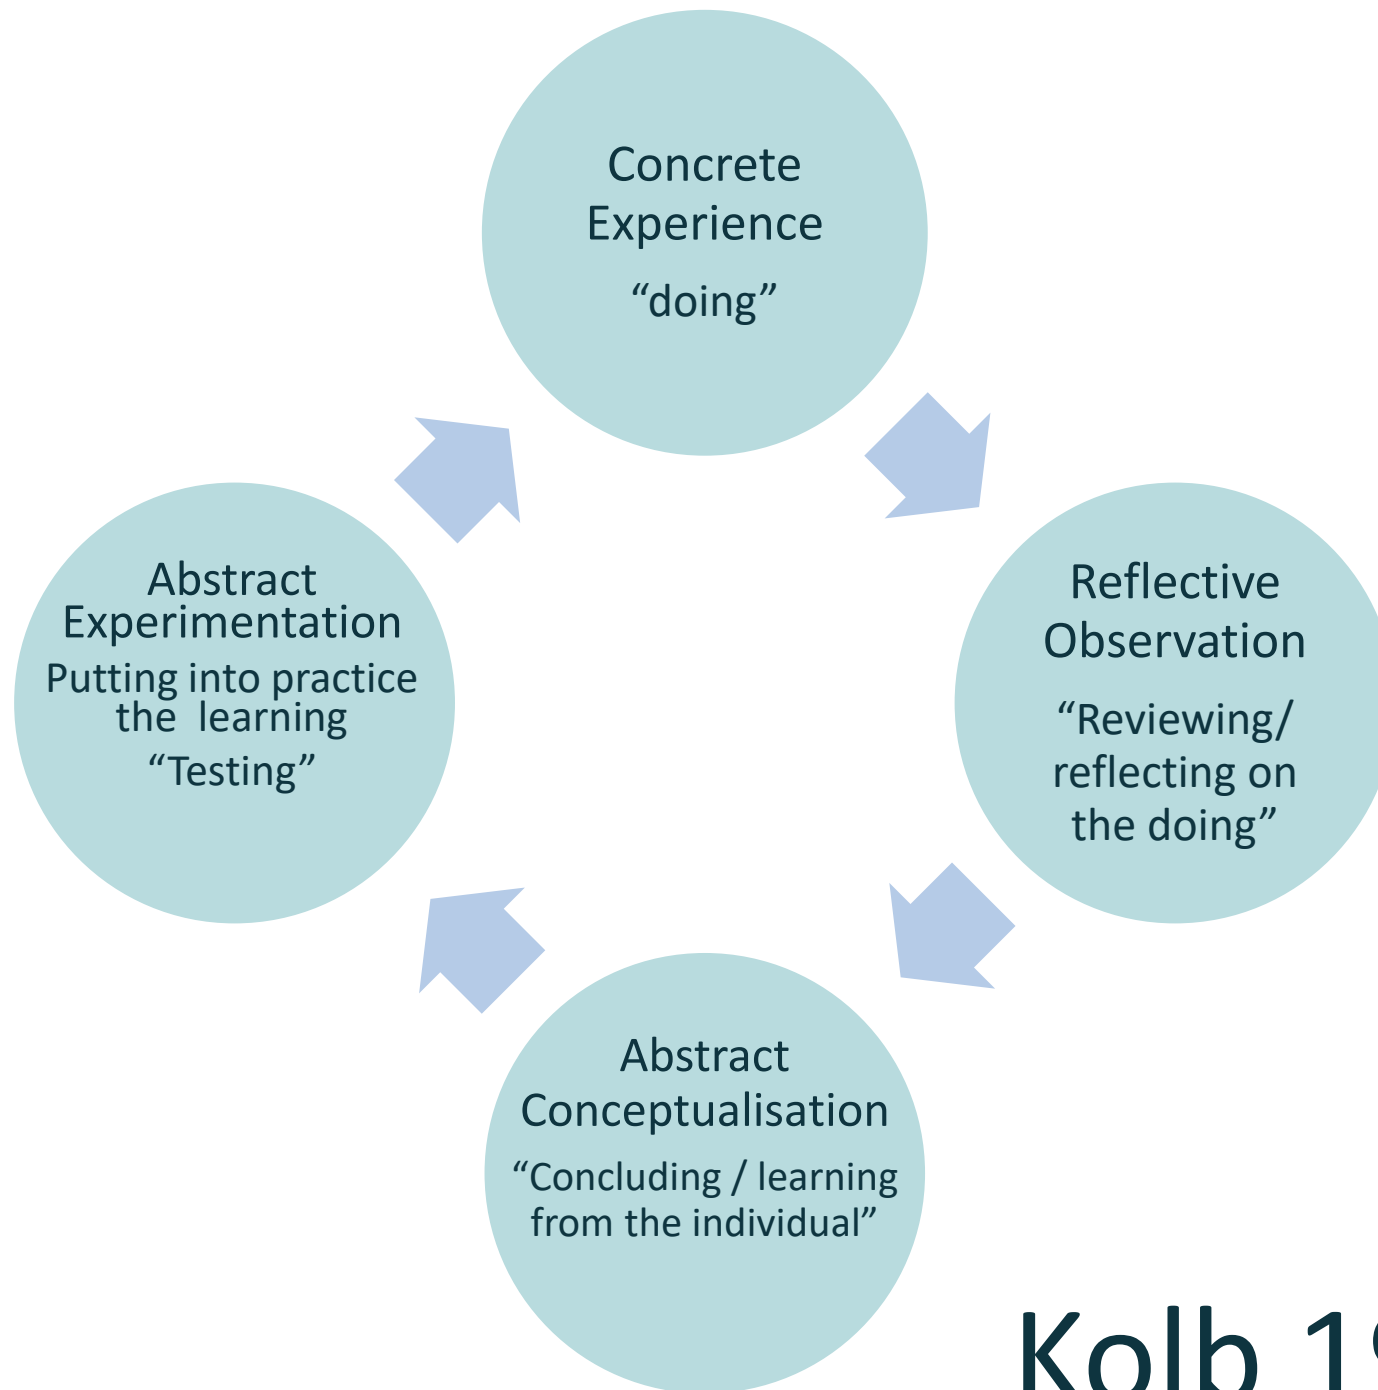 Concrete
Experience
“doing”
Reflective
Observation
“Reviewing/
reflecting on
the doing”
Abstract
Conceptualisation
“Concluding / learning
from the individual”
Abstract
Experimentation
Putting into practice
the  learning
“Testing”
Kolb